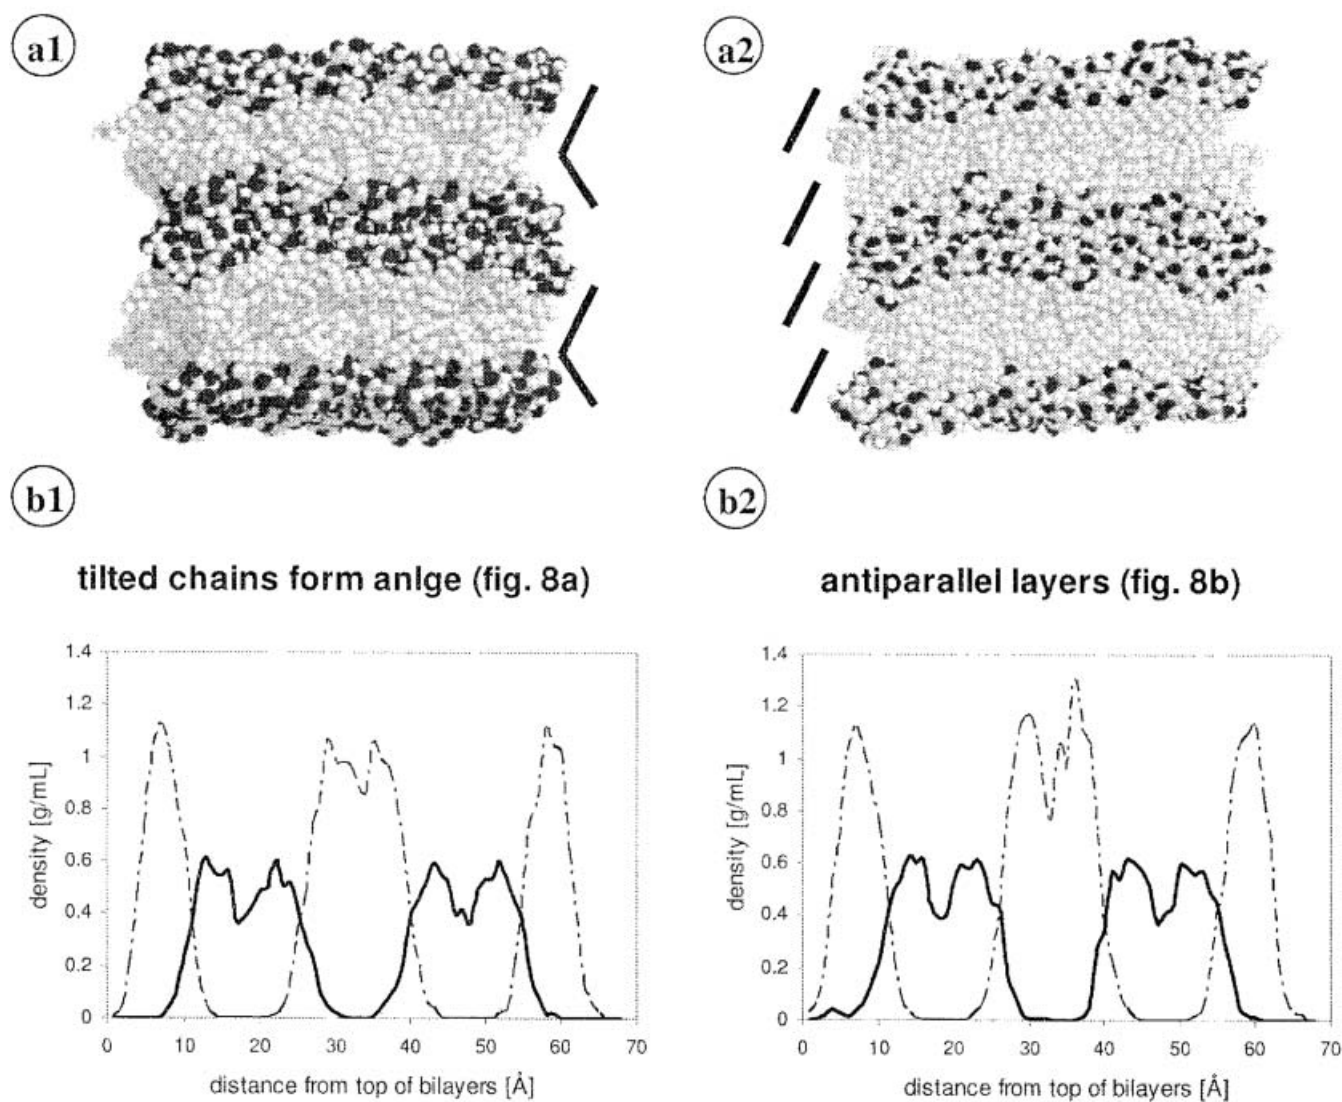 a1
a2
b1
b2
tilted chains form anlge (fig. 8a)
antiparallel layers (fig. 8b)
1.4
1.2
1
0.8
0.6
0.4
0.2
0
density [g/mL]
0 10 20 30 40 50 60 70
distance from top of bilayers [Å]
1.4
1.2
1
0.8
0.6
0.4
0.2
0
density [g/mL]
0 10 20 30 40 50 60 70
distance from top of bilayers [Å]